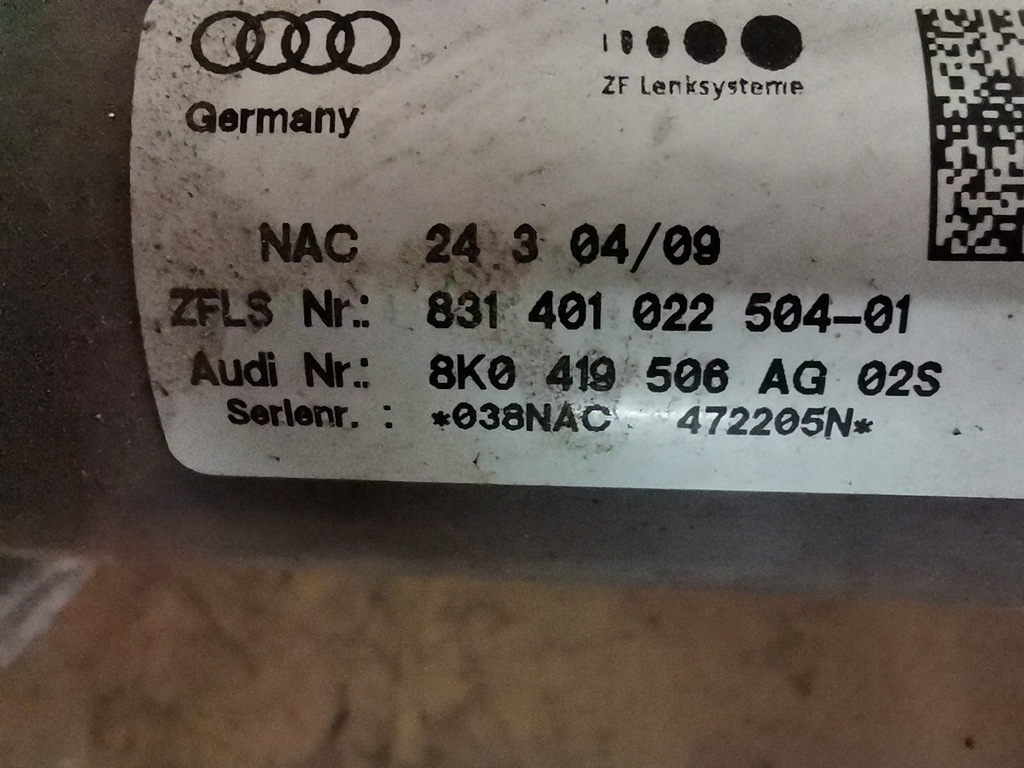 ZF Lenksysteme
Germany
NAC 24 3 04/09
ZFLS Nr.: 831 401 022 504-01
Audi Nr.: 8K0 419 506 AG 02S
Serienr. : *038NAC 472205N*